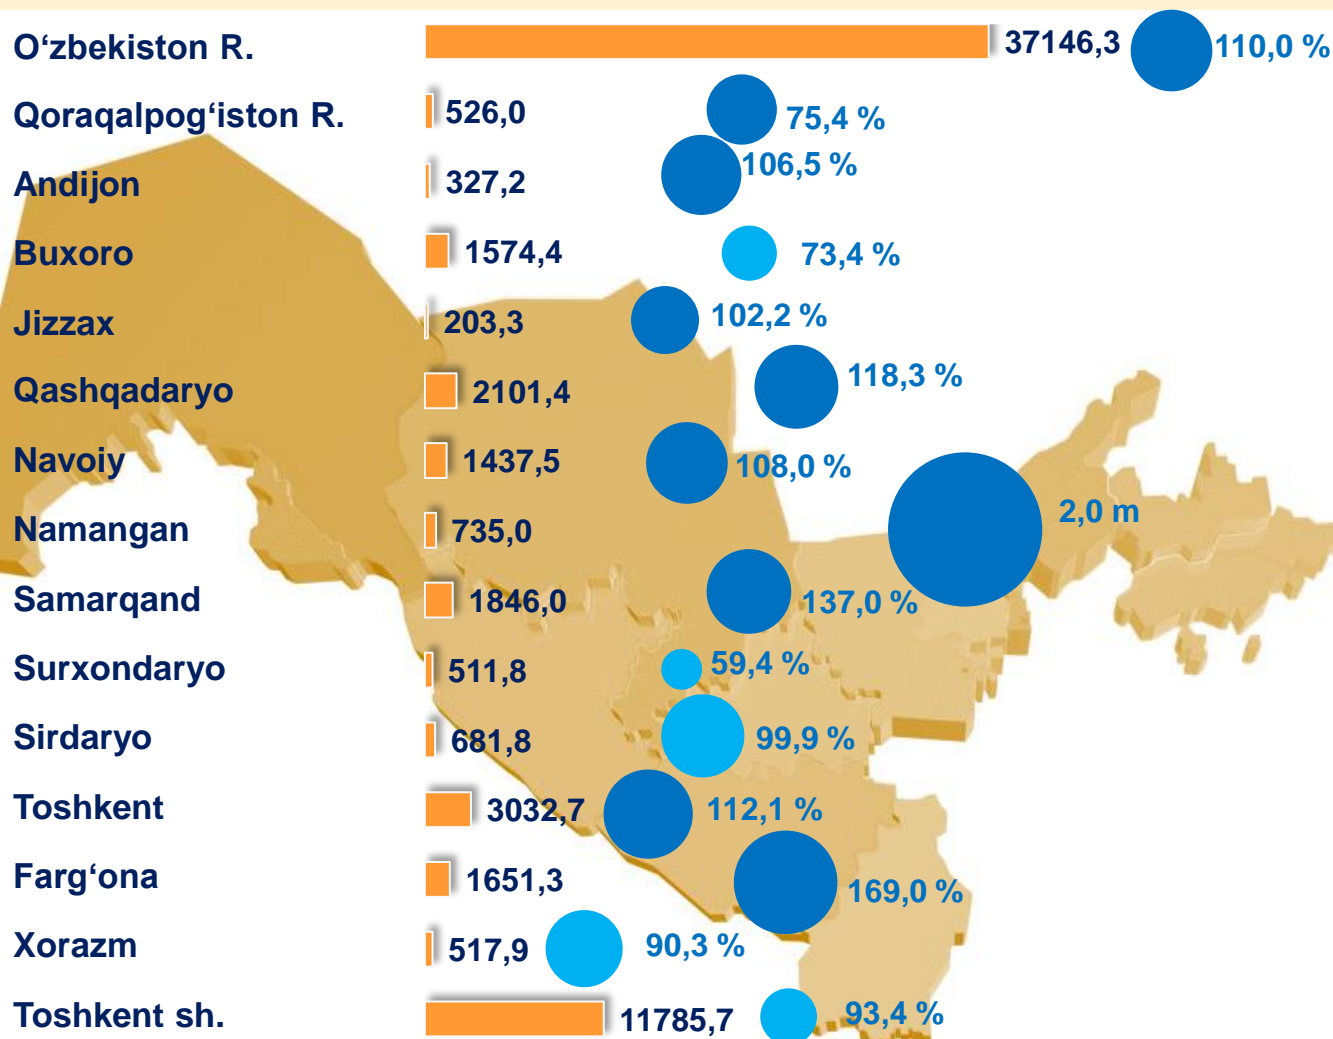 O‘zbekiston R. 37146,3 110,0 %
Qoraqalpog‘iston R. 526,0 75,4 %
Andijon 327,2 106,5 %
Buxoro 1574,4 73,4 %
Jizzax 203,3 102,2 %
Qashqadaryo 2101,4 118,3 %
Navoiy 1437,5 108,0 %
Namangan 735,0 2,0 m
Samarqand 1846,0 137,0 %
Surxondaryo 511,8 59,4 %
Sirdaryo 681,8 99,9 %
Toshkent 3032,7 112,1 %
Farg‘ona 1651,3 169,0 %
Xorazm 517,9 90,3 %
Toshkent sh. 11785,7 93,4 %